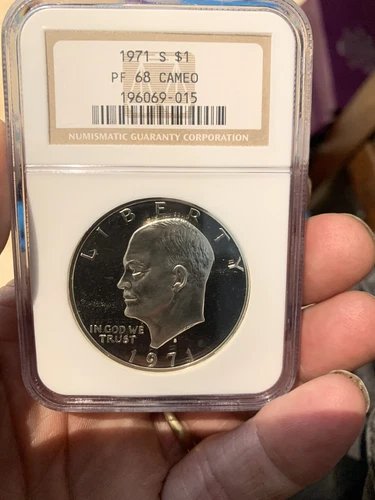 1971 S $1
PF 68 CAMEO
196069-015
NUMISMATIC GUARANTY CORPORATION
LIBERTY
IN GOD WE
TRUST
S
1971